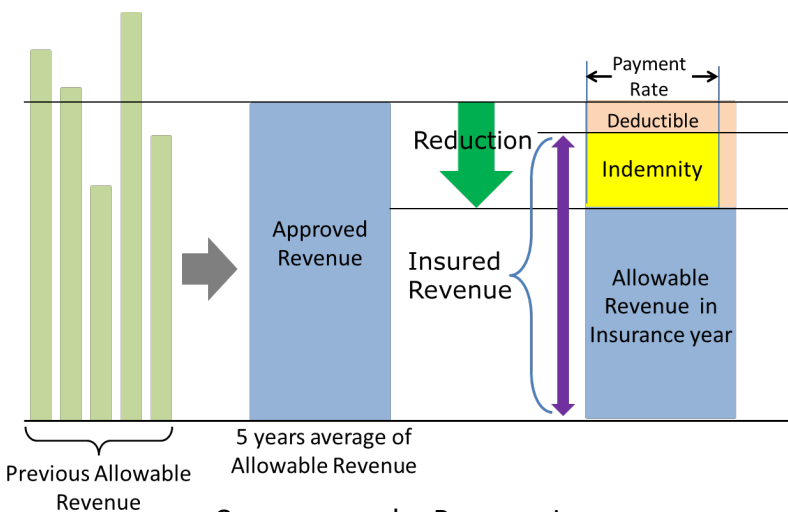 Payment
Rate
Deductible
Reduction
Indemnity
Approved
Revenue
Insured
Revenue
Allowable
Revenue in
Insurance year
5 years average of
Allowable Revenue
Previous Allowable
Revenue